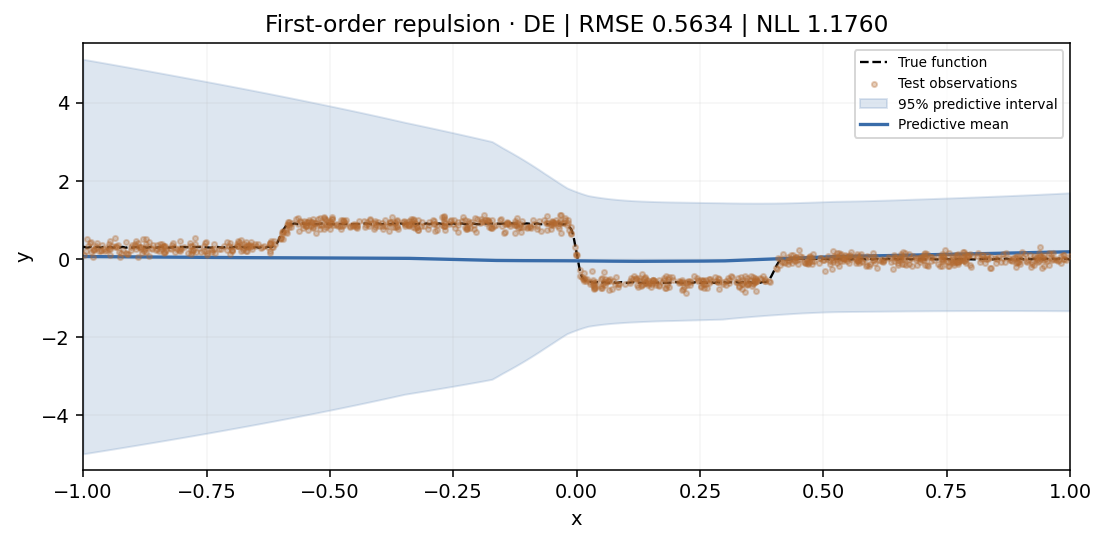 First-order repulsion · DE | RMSE 0.5634 | NLL 1.1760
True function
Test observations
95% predictive interval
Predictive mean
y
4
2
0
−2
−4
−1.00 −0.75 −0.50 −0.25 0.00 0.25 0.50 0.75 1.00
x